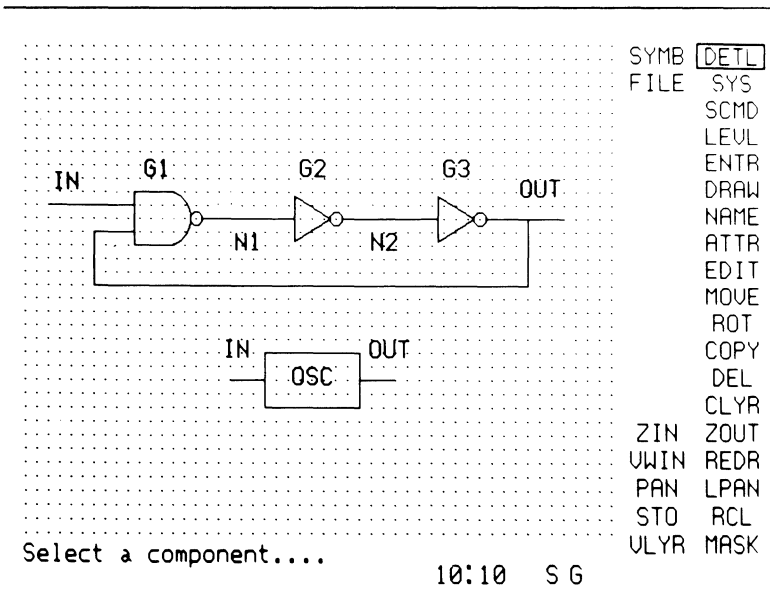 SYMB DETL
FILE SYS
SCMD
LEVL
ENTR
DRAW
NAME
ATTR
EDIT
MOVE
ROT
COPY
DEL
CLYR
ZIN ZOUT
VWIN REDR
PAN LPAN
STO RCL
VLYR MASK
IN G1 G2 G3 OUT
N1 N2
IN OUT
OSC
Select a component....
10:10 S G